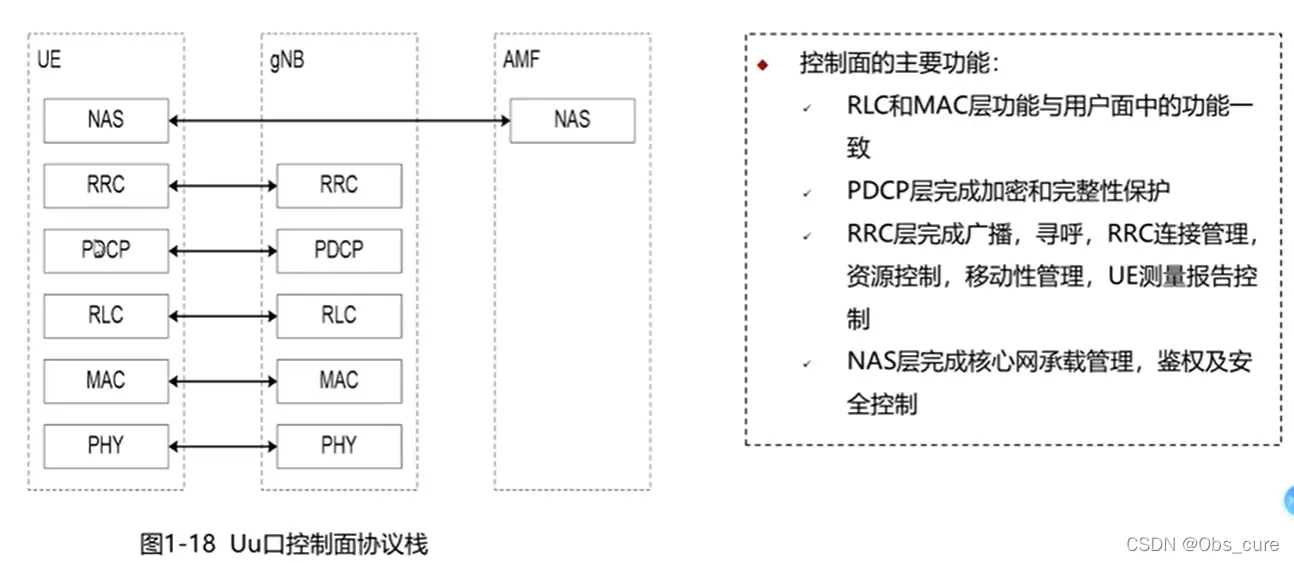 UE
gNB
AMF
NAS
NAS
RRC
RRC
PDCP
PDCP
RLC
RLC
MAC
MAC
PHY
PHY
图1-18 Uu口控制面协议栈
控制面的主要功能：
RLC和MAC层功能与用户面中的功能一
致
PDCP层完成加密和完整性保护
RRC层完成广播，寻呼，RRC连接管理，
资源控制，移动性管理，UE测量报告控
制
NAS层完成核心网承载管理，鉴权及安
全控制
CSDN @Obs_cure